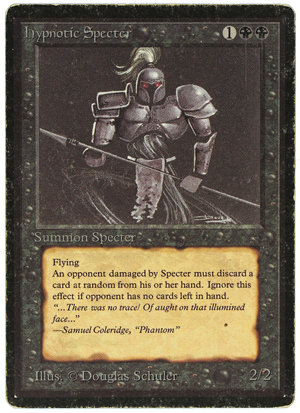 Hypnotic Specter 1
Summon Specter
Flying
An opponent damaged by Specter must discard a
card at random from his or her hand. Ignore this
effect if opponent has no cards left in hand.
"...There was no trace! Of aught on that illumined
face..."
—Samuel Coleridge, "Phantom"
Illus. © Douglas Schuler 2/2